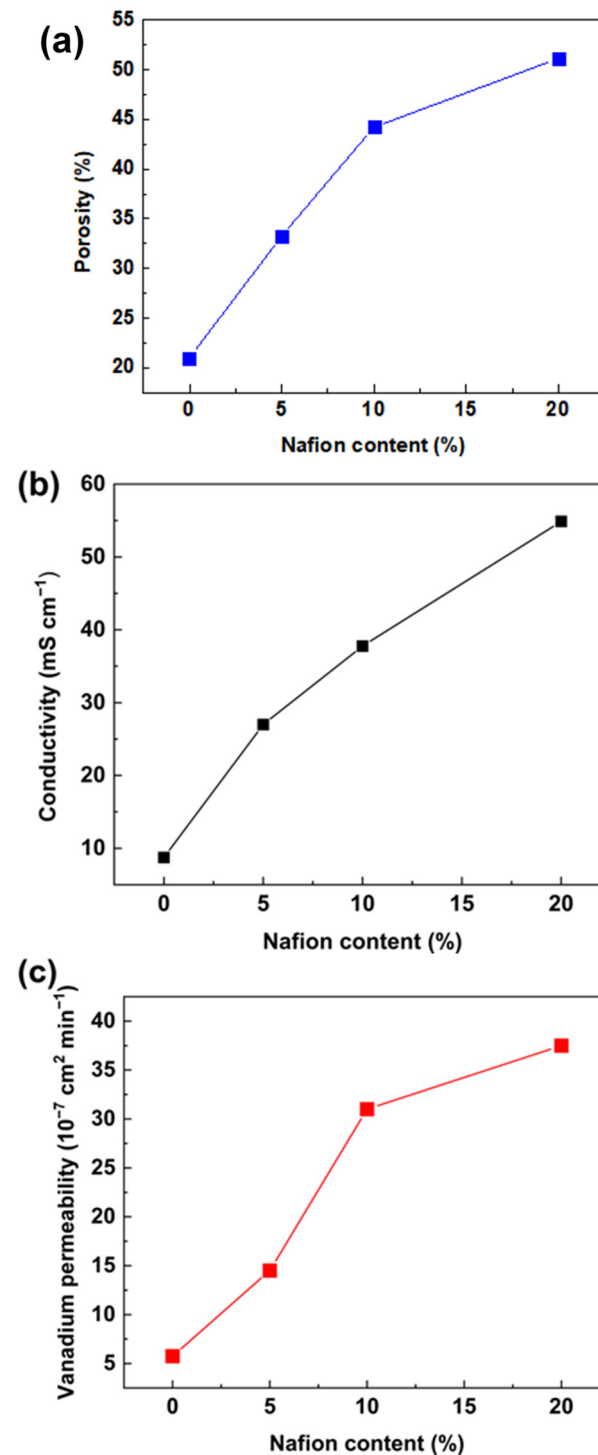 (a)
55
50
45
40
35
30
25
20
Porosity (%)
0 5 10 15 20
Nafion content (%)
(b)
60
50
40
30
20
10
Conductivity (mS cm⁻¹)
0 5 10 15 20
Nafion content (%)
(c)
40
35
30
25
20
15
10
5
Vanadium permeability (10⁻⁷ cm² min⁻¹)
0 5 10 15 20
Nafion content (%)